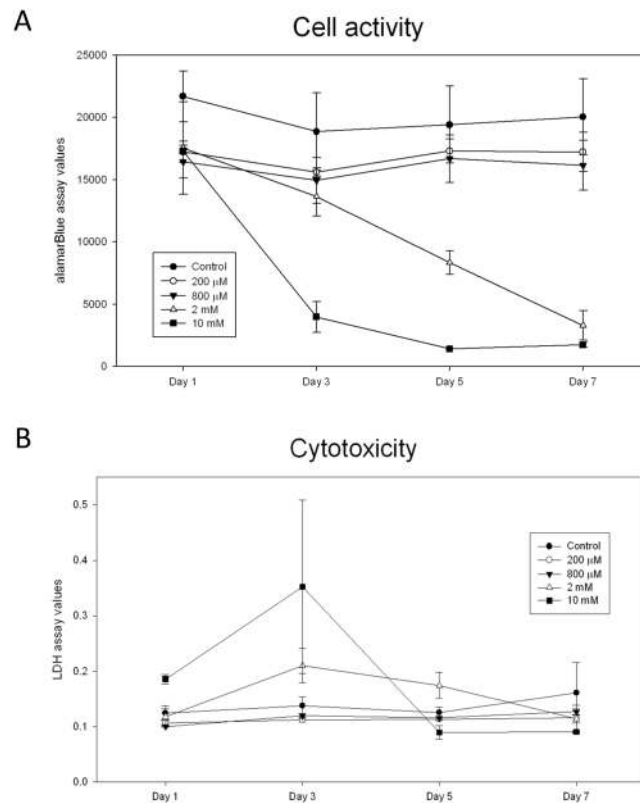 A
Cell activity
25000
20000
15000
10000
5000
0
alamarBlue assay values
Control
200 μM
800 μM
2 mM
10 mM
Day 1 Day 3 Day 5 Day 7
B
Cytotoxicity
0.5
0.4
0.3
0.2
0.1
0.0
LDH assay values
Control
200 μM
800 μM
2 mM
10 mM
Day 1 Day 3 Day 5 Day 7